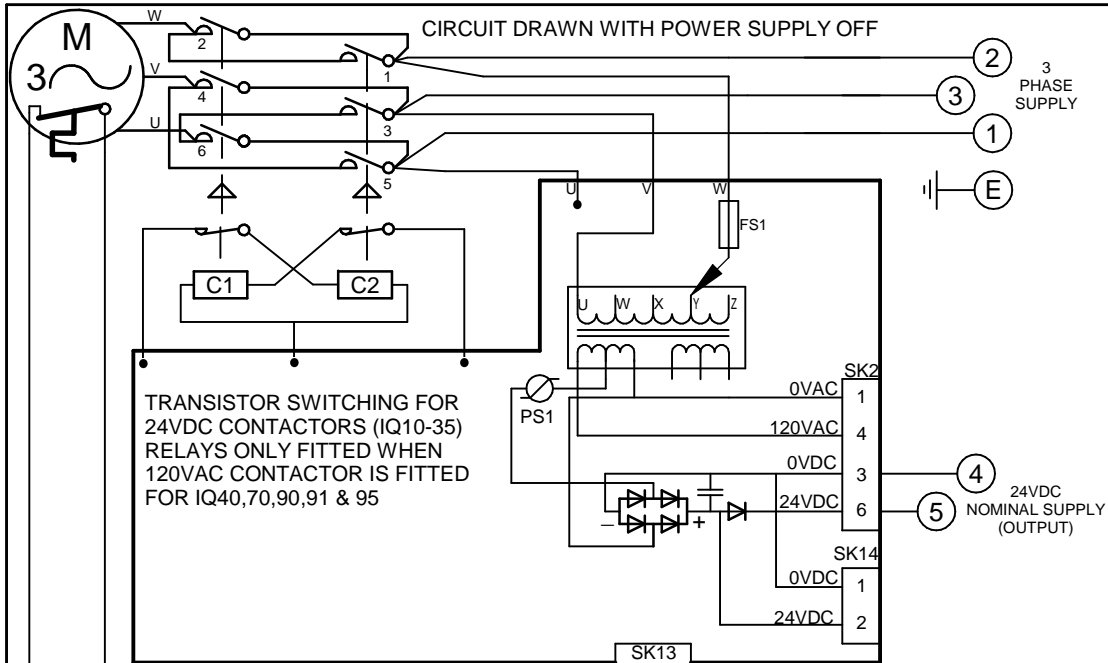 CIRCUIT DRAWN WITH POWER SUPPLY OFF
W
M
3
V
U
2
4
6
1
3
5
2
3
1
3
PHASE
SUPPLY
E
U
V
W
FS1
C1
C2
U
W
X
Y
Z
TRANSISTOR SWITCHING FOR
24VDC CONTACTORS (IQ10-35)
RELAYS ONLY FITTED WHEN
120VAC CONTACTOR IS FITTED
FOR IQ40,70,90,91 & 95
PS1
SK2
0VAC
1
120VAC
4
0VDC
3
24VDC
6
–
+
4
5
24VDC
NOMINAL SUPPLY
(OUTPUT)
SK14
0VDC
1
24VDC
2
SK13